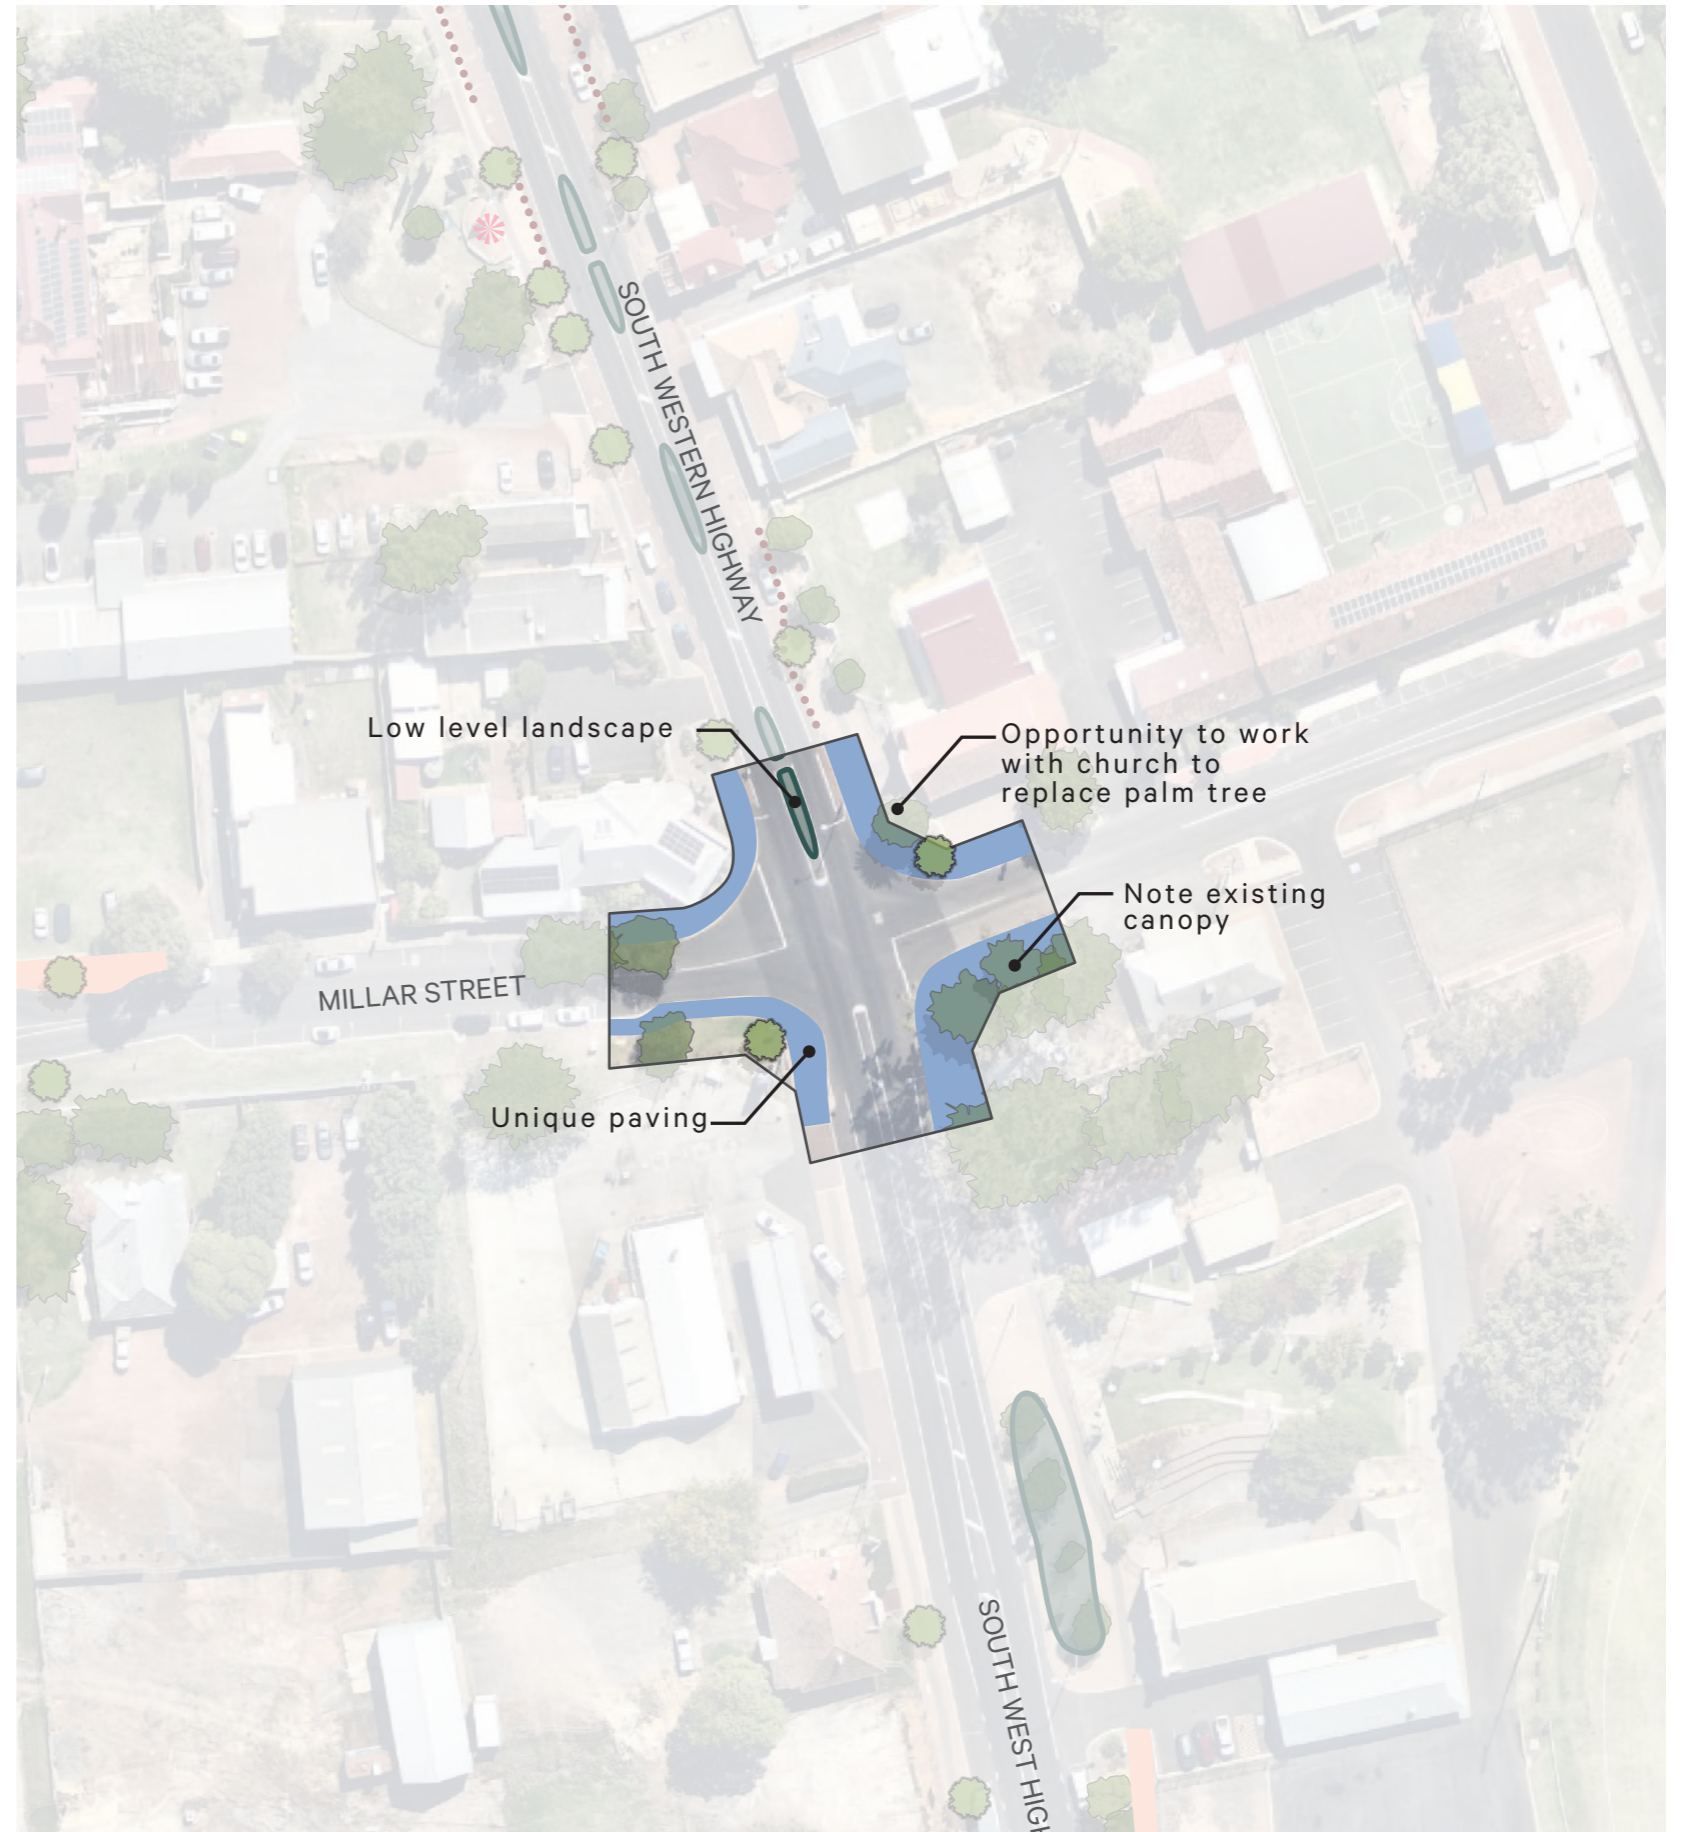 SOUTH WESTERN HIGHWAY
Low level landscape
Opportunity to work
with church to
replace palm tree
Note existing
canopy
MILLAR STREET
Unique paving
SOUTH WEST HIGH